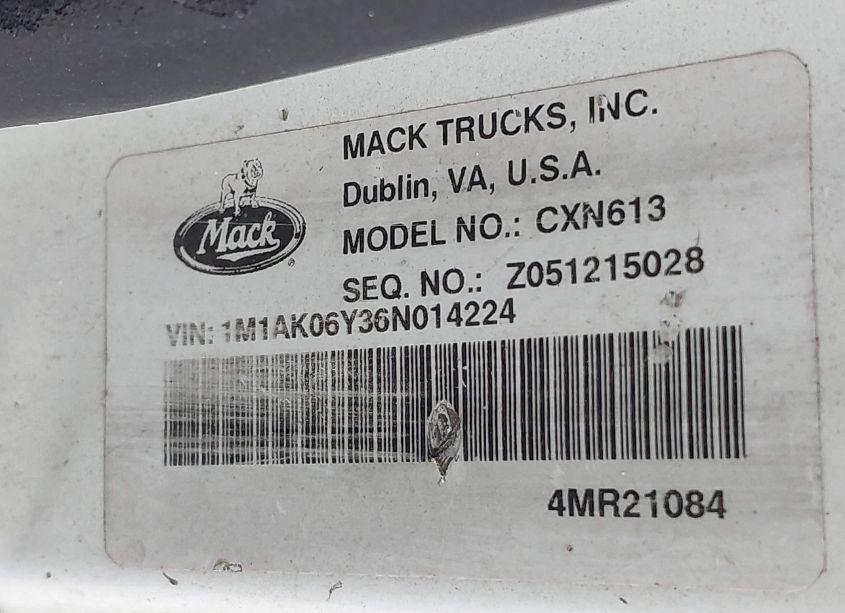 MACK TRUCKS, INC.
Dublin, VA, U.S.A.
Mack
®
MODEL NO.: CXN613
SEQ. NO.: Z051215028
VIN: 1M1AK06Y36N014224
4MR21084